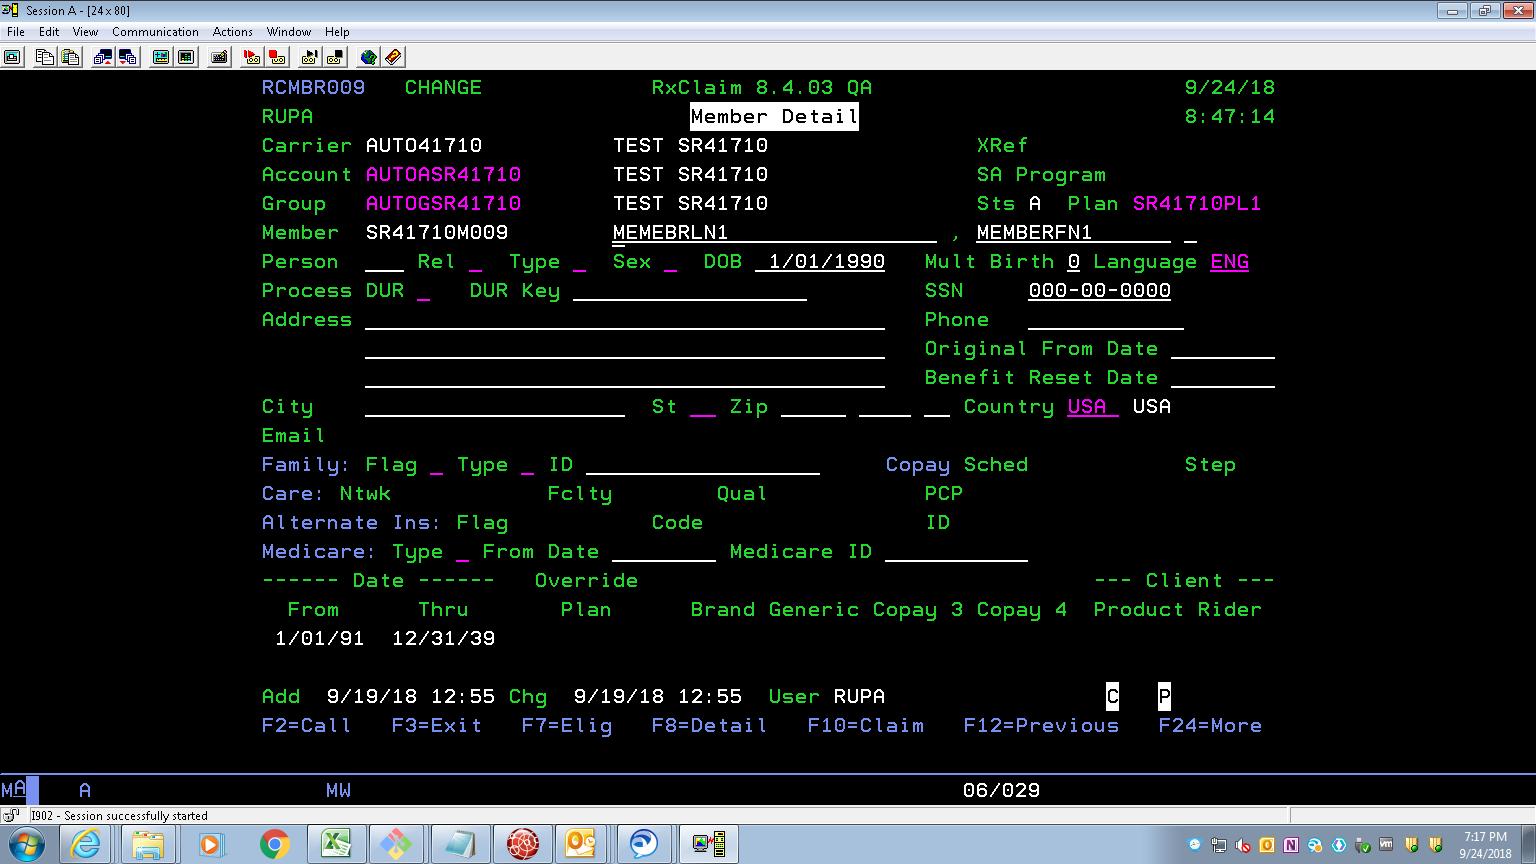 Session A - [24 x 80]
File Edit View Communication Actions Window Help
RCMBR009 CHANGE RxClaim 8.4.03 QA 9/24/18
RUPA Member Detail 8:47:14
Carrier AUTO41710 TEST SR41710 XRef
Account AUTOASR41710 TEST SR41710 SA Program
Group AUTOGSR41710 TEST SR41710 Sts A Plan SR41710PL1
Member SR41710M009 MEMEBRLN1 , MEMBERFN1
Person Rel Type Sex DOB 1/01/1990 Mult Birth 0 Language ENG
Process DUR DUR Key SSN 000-00-0000
Address Phone
Original From Date
Benefit Reset Date
City St Zip Country USA USA
Email
Family: Flag Type ID Copay Sched Step
Care: Ntwk Fclty Qual PCP
Alternate Ins: Flag Code ID
Medicare: Type From Date Medicare ID
------ Date ------ Override --- Client ---
From Thru Plan Brand Generic Copay 3 Copay 4 Product Rider
1/01/91 12/31/39
Add 9/19/18 12:55 Chg 9/19/18 12:55 User RUPA C P
F2=Call F3=Exit F7=Elig F8=Detail F10=Claim F12=Previous F24=More
MA A MW 06/029
I902 - Session successfully started
7:17 PM
9/24/2018